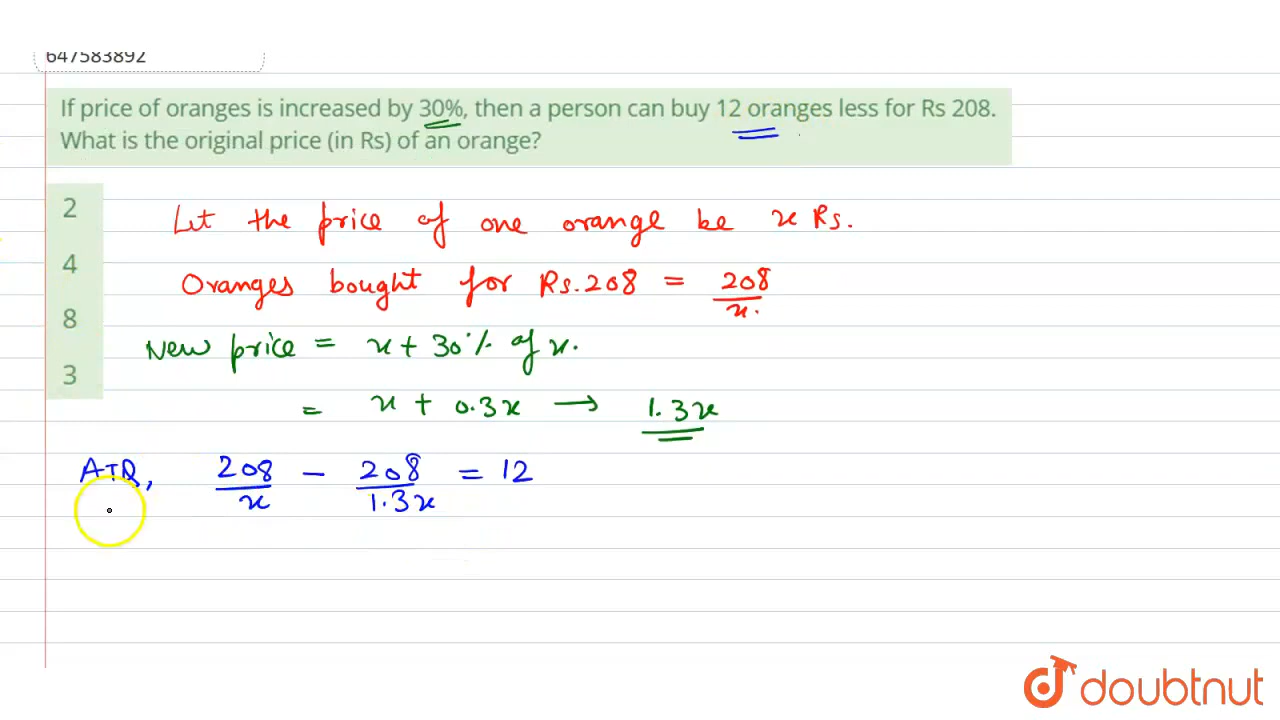 647583892
If price of oranges is increased by 30%, then a person can buy 12 oranges less for Rs 208.
What is the original price (in Rs) of an orange?
2
4
8
3
Let the price of one orange be x Rs.
Oranges bought for Rs.208 = 208/x.
New price = x + 30% of x.
= x + 0.3x → 1.3x
ATQ, 208/x - 208/1.3x = 12
doubtnut